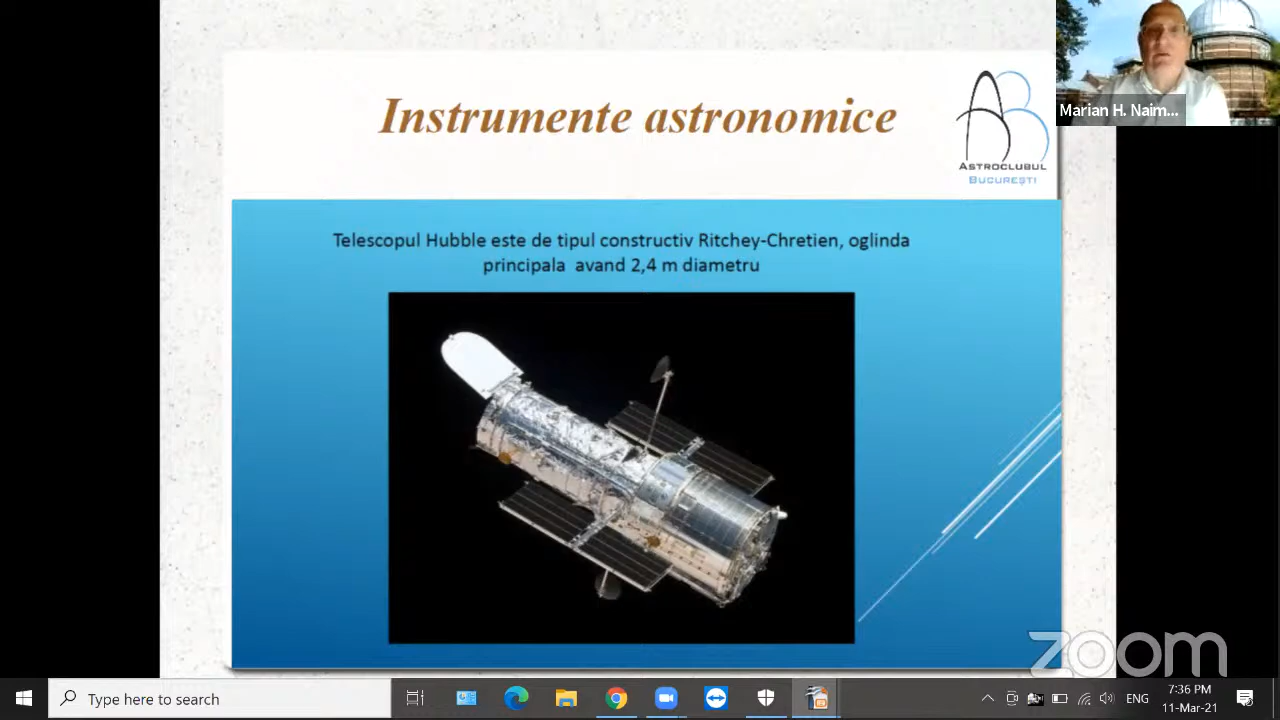 Instrumente astronomice
ASTROCLUBUL
BUCUREȘTI
Marian H. Naim...
Telescopul Hubble este de tipul constructiv Ritchey-Chretien, oglinda
principala avand 2,4 m diametru
zoom
Type here to search
ENG
7:36 PM
11-Mar-21